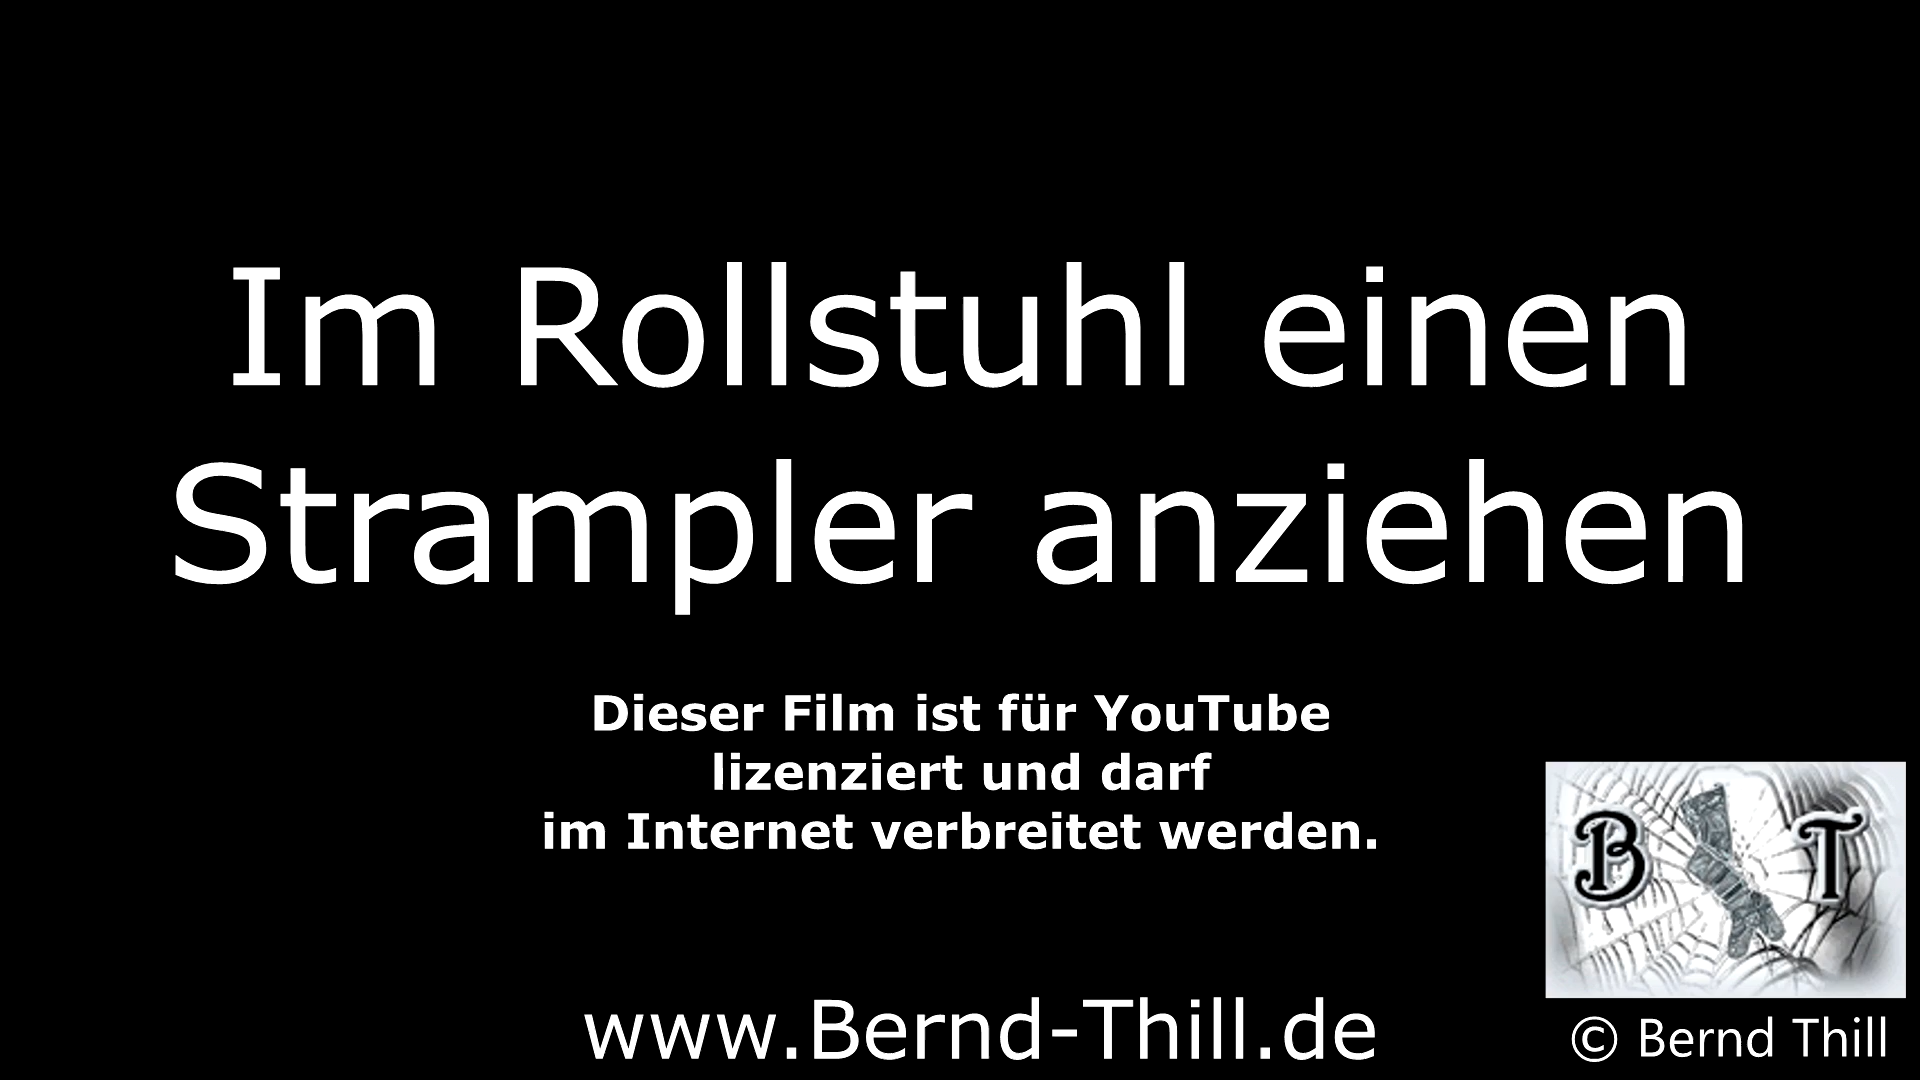 Im Rollstuhl einen
Strampler anziehen
Dieser Film ist für YouTube
lizenziert und darf
im Internet verbreitet werden.
B T
www.Bernd-Thill.de
© Bernd Thill